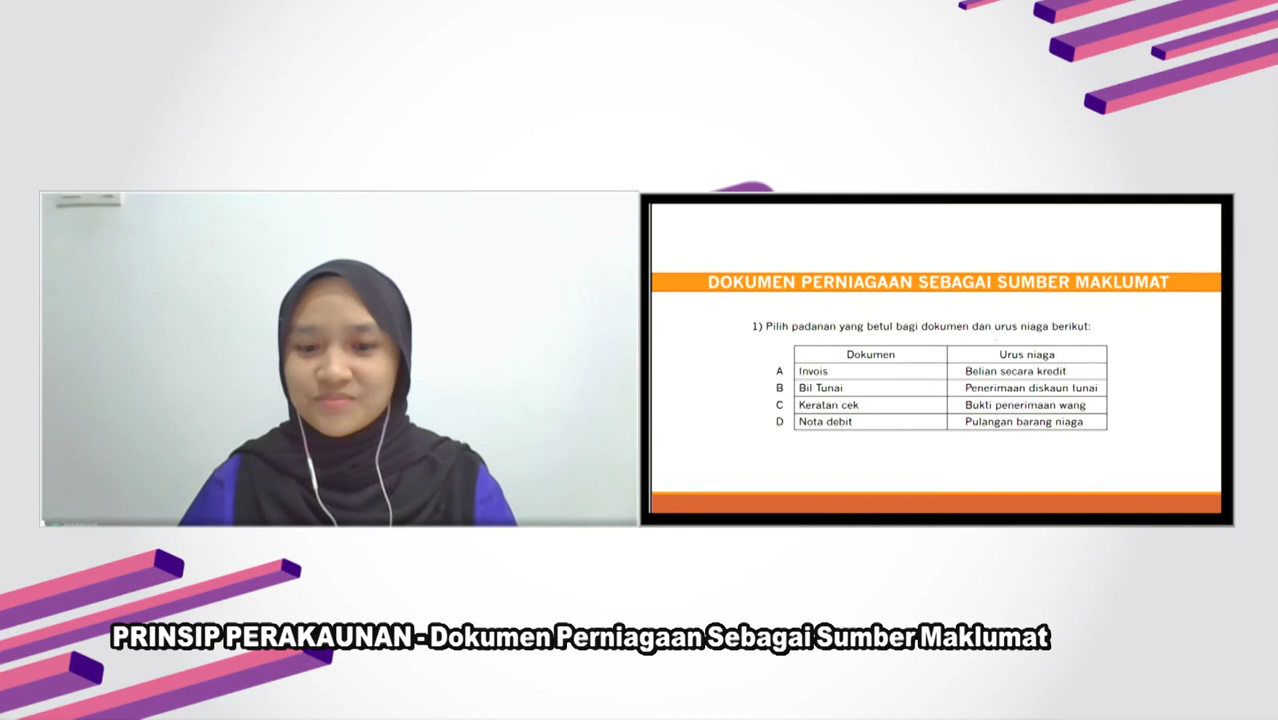 DOKUMEN PERNIAGAAN SEBAGAI SUMBER MAKLUMAT
1) Pilih padanan yang betul bagi dokumen dan urus niaga berikut:
Dokumen Urus niaga
A Invois Belian secara kredit
B Bil Tunai Penerimaan diskaun tunai
C Keratan cek Bukti penerimaan wang
D Nota debit Pulangan barang niaga
PRINSIP PERAKAUNAN - Dokumen Perniagaan Sebagai Sumber Maklumat